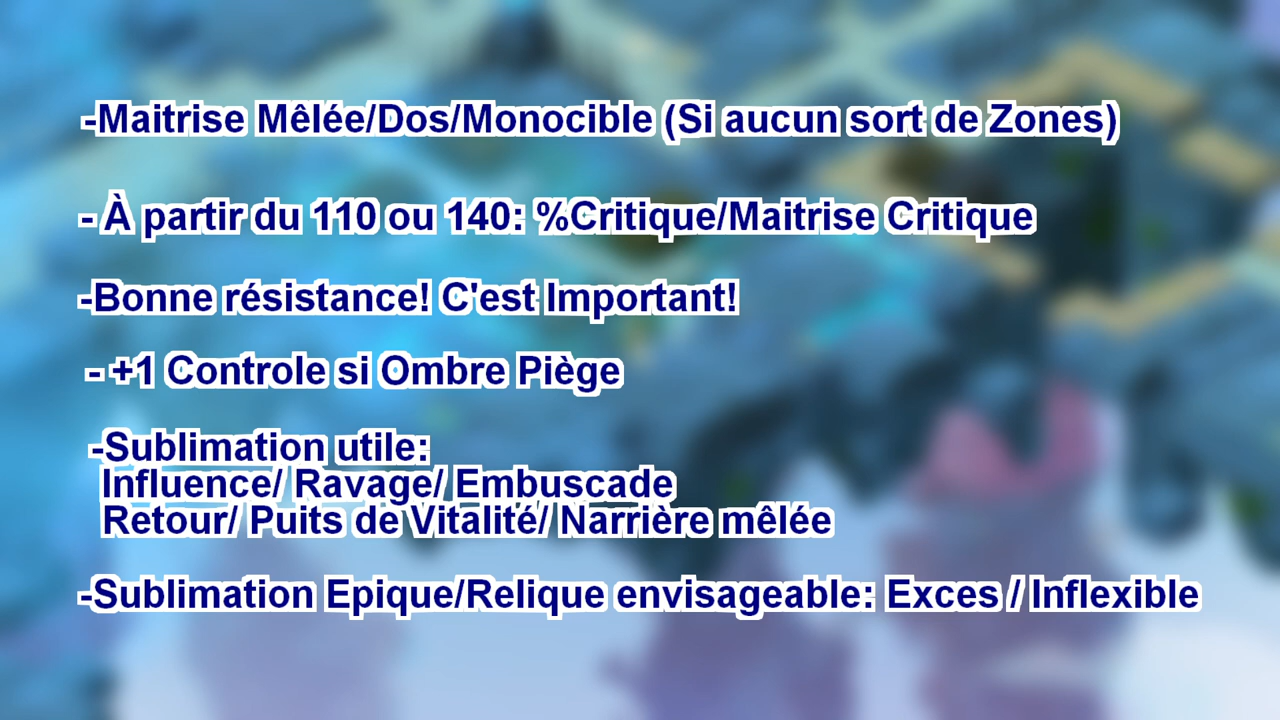 -Maitrise Mêlée/Dos/Monocible (Si aucun sort de Zones)
- À partir du 110 ou 140: %Critique/Maitrise Critique
-Bonne résistance! C'est Important!
- +1 Controle si Ombre Piège
-Sublimation utile:
Influence/ Ravage/ Embuscade
Retour/ Puits de Vitalité/ Narrière mêlée
-Sublimation Epique/Relique envisageable: Exces / Inflexible